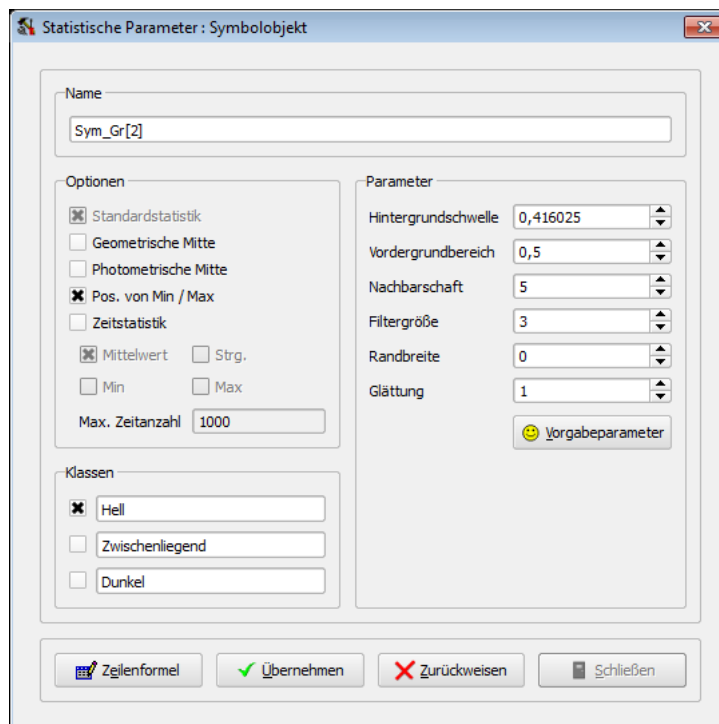 Statistische Parameter : Symbolobjekt
Name
Sym_Gr[2]
Optionen
Standardstatistik
Geometrische Mitte
Photometrische Mitte
Pos. von Min / Max
Zeitstatistik
Mittelwert
Strg.
Min
Max
Max. Zeitanzahl 1000
Klassen
Hell
Zwischenliegend
Dunkel
Parameter
Hintergrundschwelle 0,416025
Vordergrundbereich 0,5
Nachbarschaft 5
Filtergröße 3
Randbreite 0
Glättung 1
Vorgabeparameter
Zeilenformel
Übernehmen
Zurückweisen
Schließen